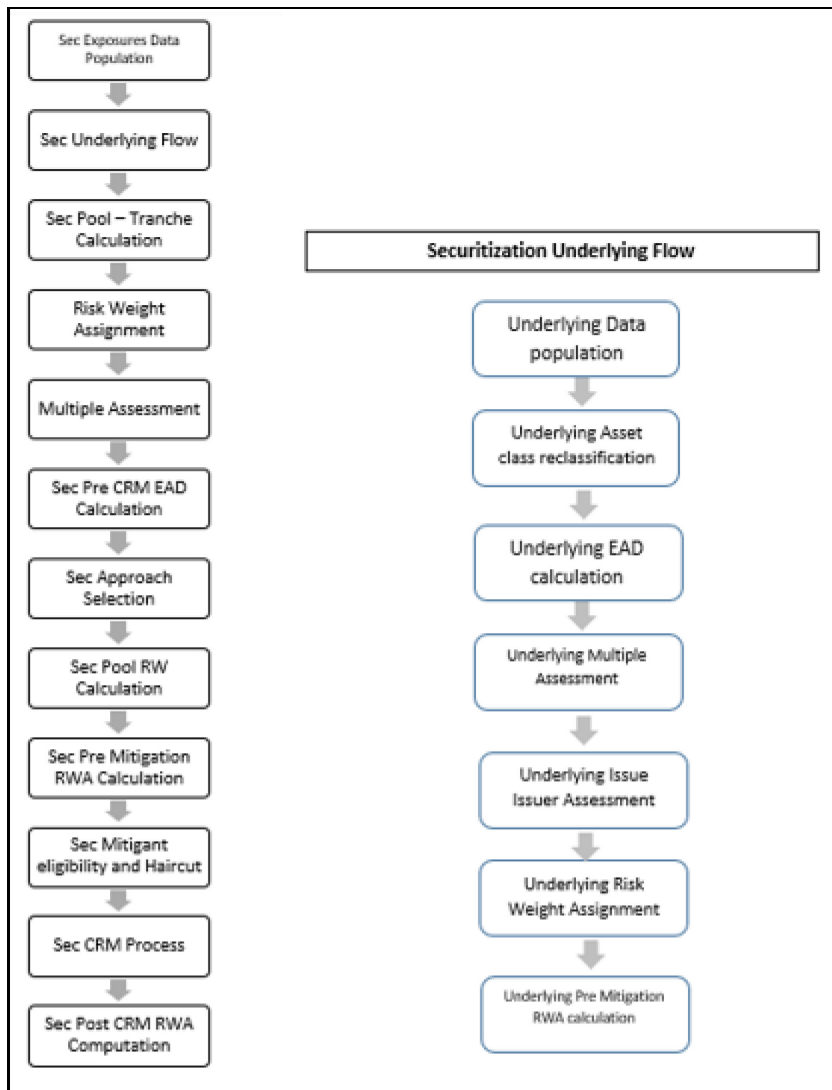 Sec Exposures Data
Population
Sec Underlying Flow
Sec Pool – Tranche
Calculation
Risk Weight
Assignment
Multiple Assessment
Sec Pre CRM EAD
Calculation
Sec Approach
Selection
Sec Pool RW
Calculation
Sec Pre Mitigation
RWA Calculation
Sec Mitigant
eligibility and Haircut
Sec CRM Process
Sec Post CRM RWA
Computation
Securitization Underlying Flow
Underlying Data
population
Underlying Asset
class reclassification
Underlying EAD
calculation
Underlying Multiple
Assessment
Underlying Issue
Issuer Assessment
Underlying Risk
Weight Assignment
Underlying Pre Mitigation
RWA calculation